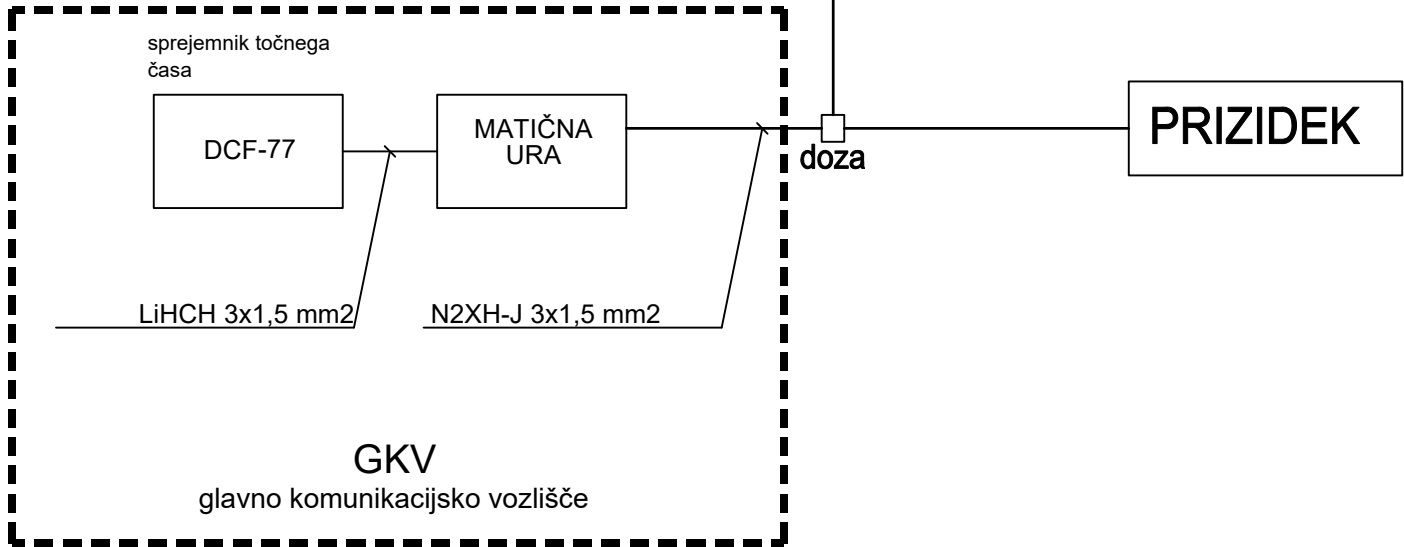 sprejemnik točnega
časa
DCF-77
MATIČNA
URA
PRIZIDEK
doza
LiHCH 3x1,5 mm2
N2XH-J 3x1,5 mm2
GKV
glavno komunikacijsko vozlišče